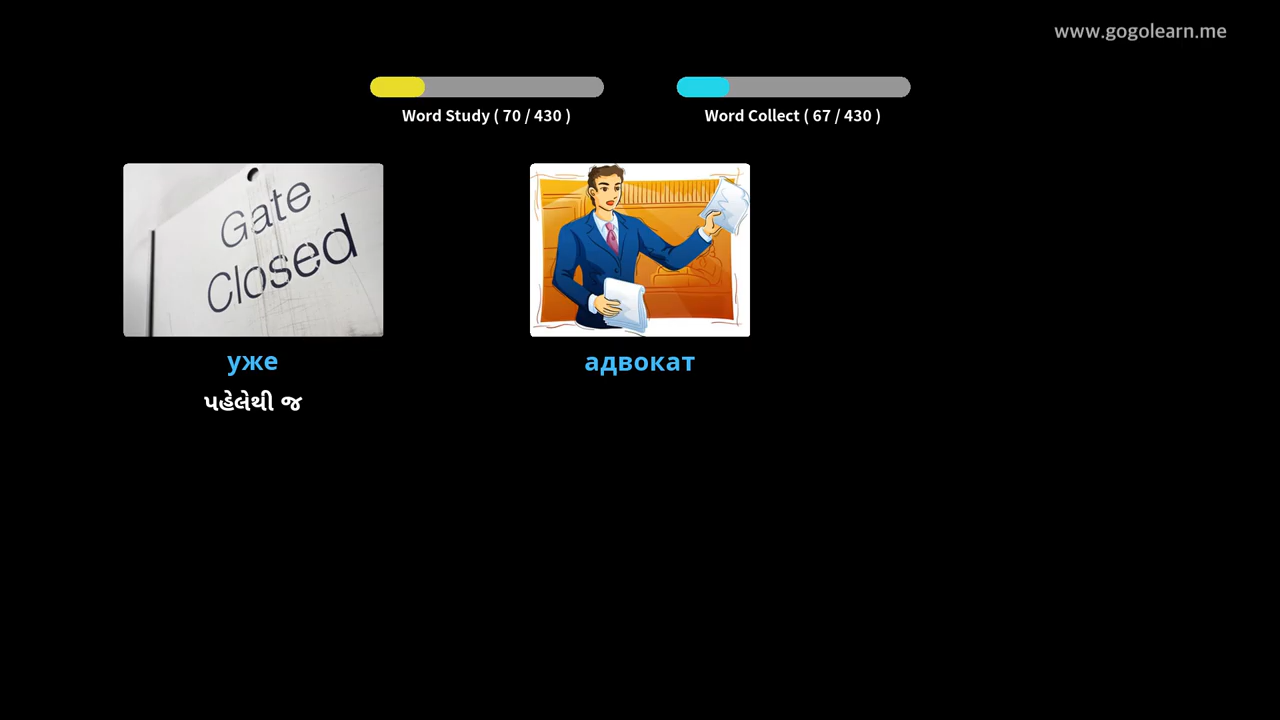 www.gogolearn.me
Word Study ( 70 / 430 )
Word Collect ( 67 / 430 )
Gate
Closed
уже
адвокат
પહેલેથી જ